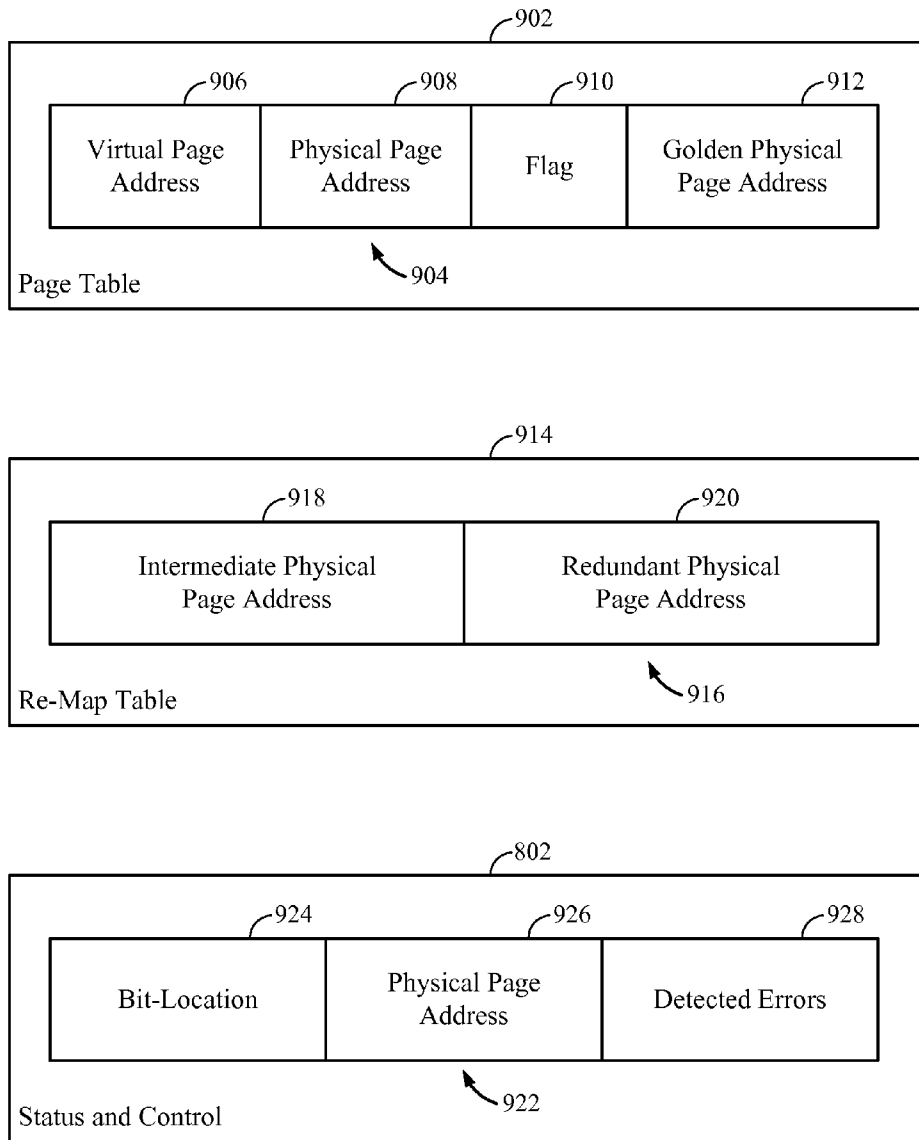 902
906
908
910
912
Virtual Page
Address
Physical Page
Address
Flag
Golden Physical
Page Address
904
Page Table
914
918
920
Intermediate Physical
Page Address
Redundant Physical
Page Address
916
Re-Map Table
802
924
926
928
Bit-Location
Physical Page
Address
Detected Errors
922
Status and Control